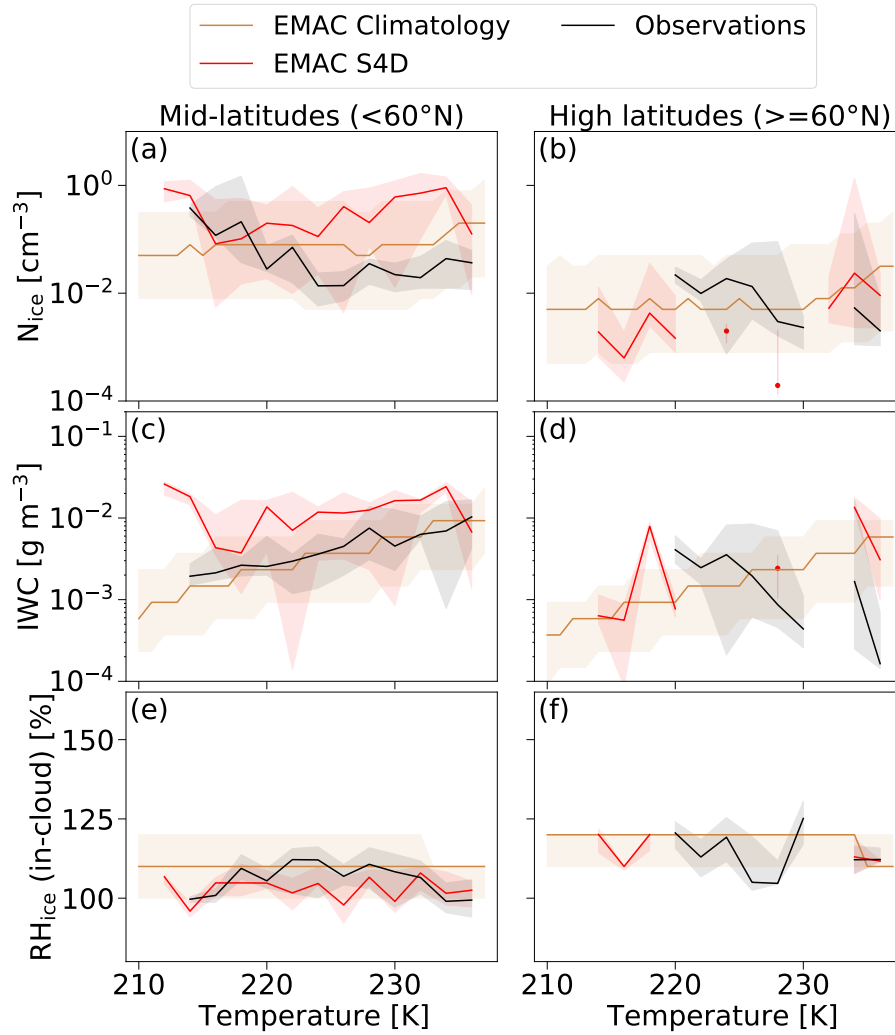 EMAC Climatology
Observations
EMAC S4D
Mid-latitudes (<60°N)
High latitudes (>=60°N)
(a)
(b)
10⁰
10⁻²
10⁻⁴
N_ice [cm⁻³]
(c)
(d)
10⁻¹
10⁻²
10⁻³
10⁻⁴
IWC [g m⁻³]
(e)
(f)
150
125
100
RH_ice (in-cloud) [%]
210 220 230
210 220 230
Temperature [K]
Temperature [K]